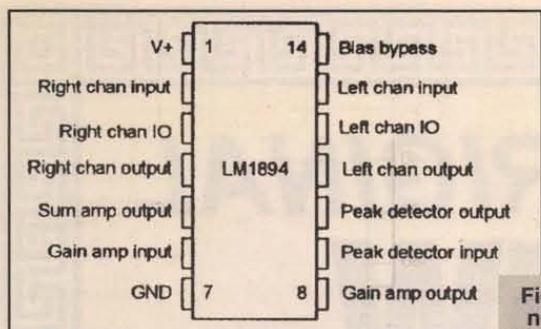 V+ 1 14 Bias bypass
Right chan input Left chan input
Right chan IO Left chan IO
Right chan output LM1894 Left chan output
Sum amp output Peak detector output
Gain amp input Peak detector input
GND 7 8 Gain amp output
Fi
n